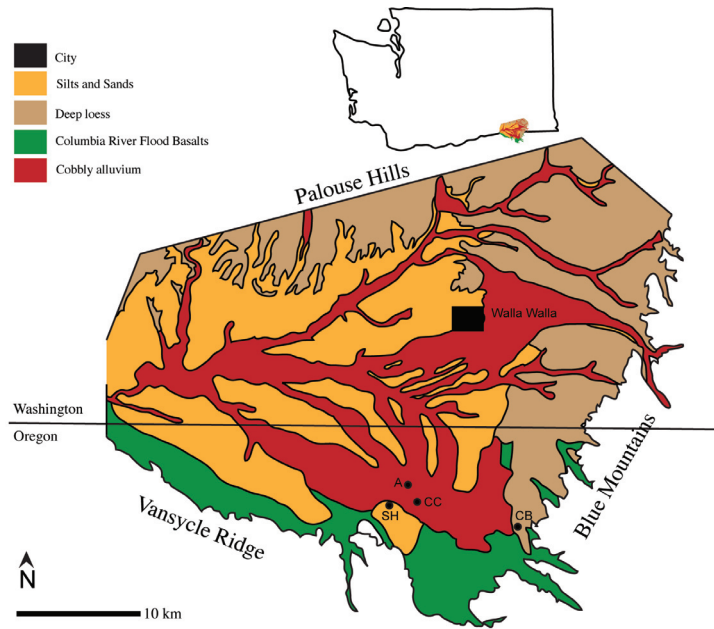 City
Silts and Sands
Deep loess
Columbia River Flood Basalts
Cobbly alluvium
Palouse Hills
Walla Walla
Washington
Oregon
A
CC
SH
CB
Blue Mountains
Vansycle Ridge
N
10 km